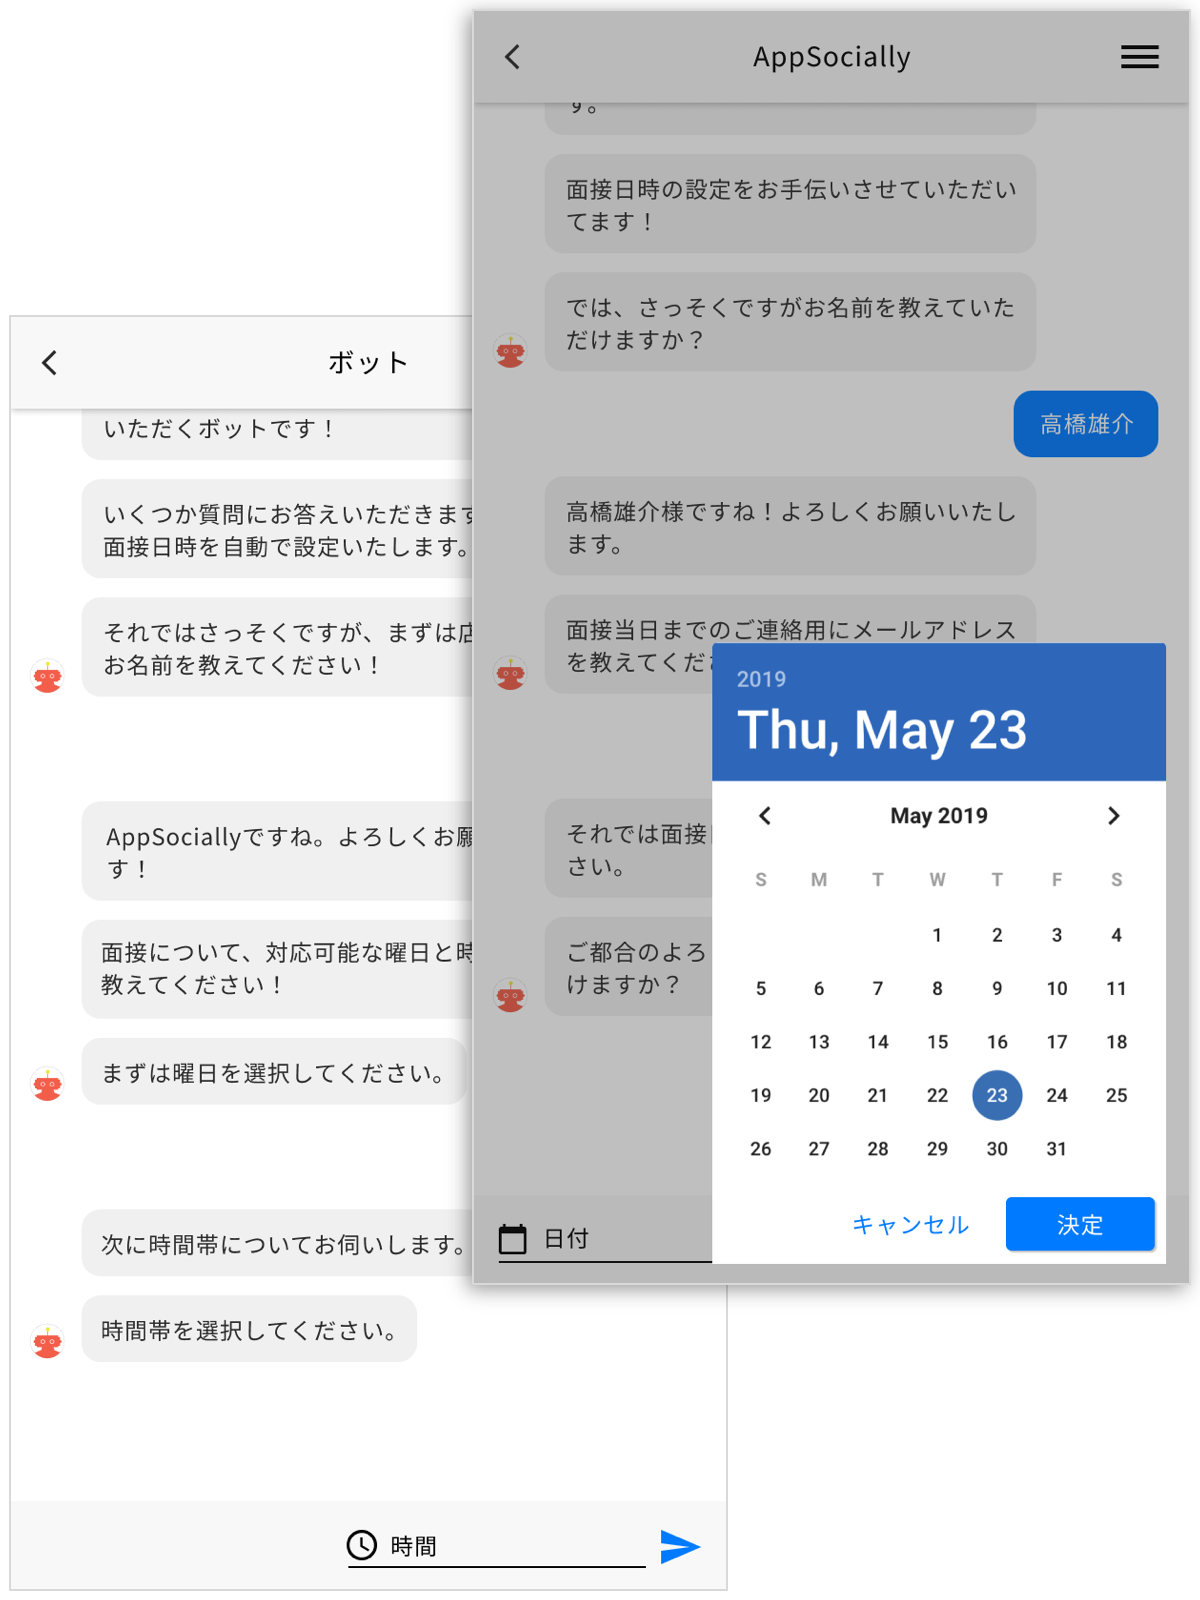 AppSocially
す。
面接日時の設定をお手伝いさせていただい
てます！
では、さっそくですがお名前を教えていた
だけますか？
高橋雄介
高橋雄介様ですね！よろしくお願いいたし
ます。
面接当日までのご連絡用にメールアドレス
を教えてくだ
それでは面接
さい。
ご都合のよろ
けますか？
日付
2019
Thu, May 23
May 2019
S M T W T F S
1 2 3 4
5 6 7 8 9 10 11
12 13 14 15 16 17 18
19 20 21 22 23 24 25
26 27 28 29 30 31
キャンセル 決定
ボット
いただくボットです！
いくつか質問にお答えいただきます
面接日時を自動で設定いたします。
それではさっそくですが、まずは店
お名前を教えてください！
AppSociallyですね。よろしくお願
す！
面接について、対応可能な曜日と時
教えてください！
まずは曜日を選択してください。
次に時間帯についてお伺いします。
時間帯を選択してください。
時間